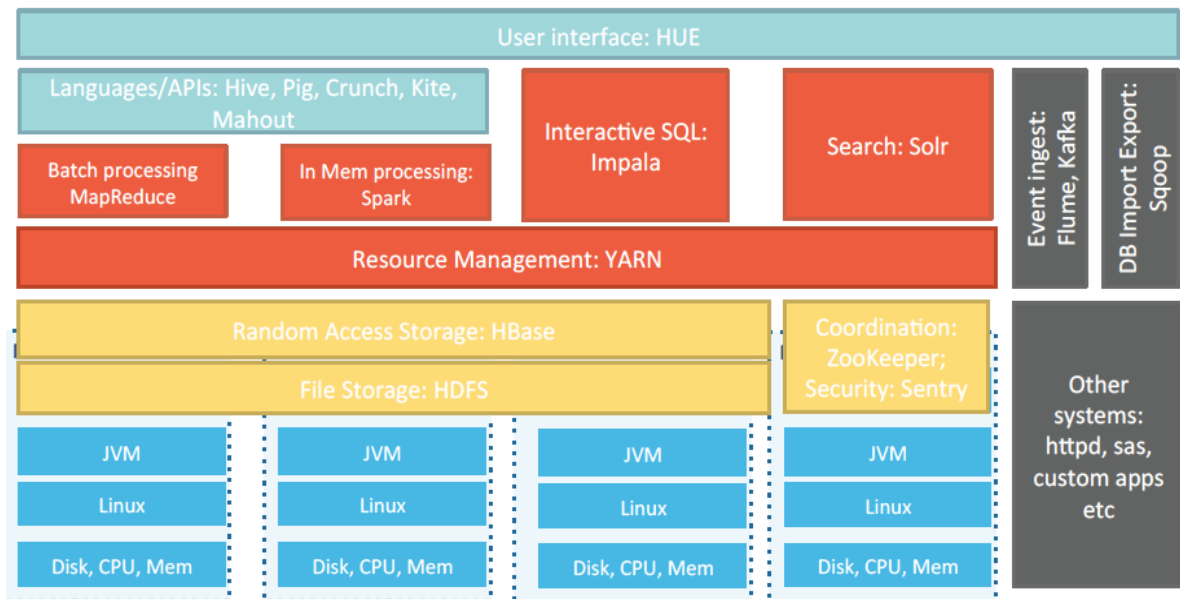 User interface: HUE
Languages/APIs: Hive, Pig, Crunch, Kite,
Mahout
Batch processing
MapReduce
In Mem processing:
Spark
Interactive SQL:
Impala
Search: Solr
Event ingest:
Flume, Kafka
DB Import Export:
Sqoop
Resource Management: YARN
Random Access Storage: HBase
File Storage: HDFS
Coordination:
ZooKeeper;
Security: Sentry
Other
systems:
httpd, sas,
custom apps
etc
JVM
JVM
JVM
JVM
Linux
Linux
Linux
Linux
Disk, CPU, Mem
Disk, CPU, Mem
Disk, CPU, Mem
Disk, CPU, Mem